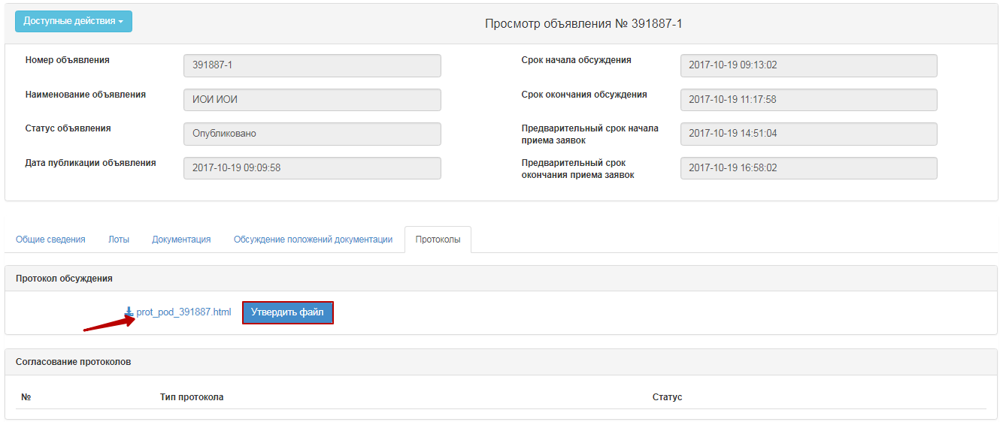 Доступные действия
Просмотр объявления № 391887-1
Номер объявления
391887-1
Срок начала обсуждения
2017-10-19 09:13:02
Наименование объявления
ИОИ ИОИ
Срок окончания обсуждения
2017-10-19 11:17:58
Статус объявления
Опубликовано
Предварительный срок начала
приема заявок
2017-10-19 14:51:04
Дата публикации объявления
2017-10-19 09:09:58
Предварительный срок
окончания приема заявок
2017-10-19 16:58:02
Общие сведения Лоты Документация Обсуждение положений документации Протоколы
Протокол обсуждения
prot_pod_391887.html Утвердить файл
Согласование протоколов
№ Тип протокола Статус